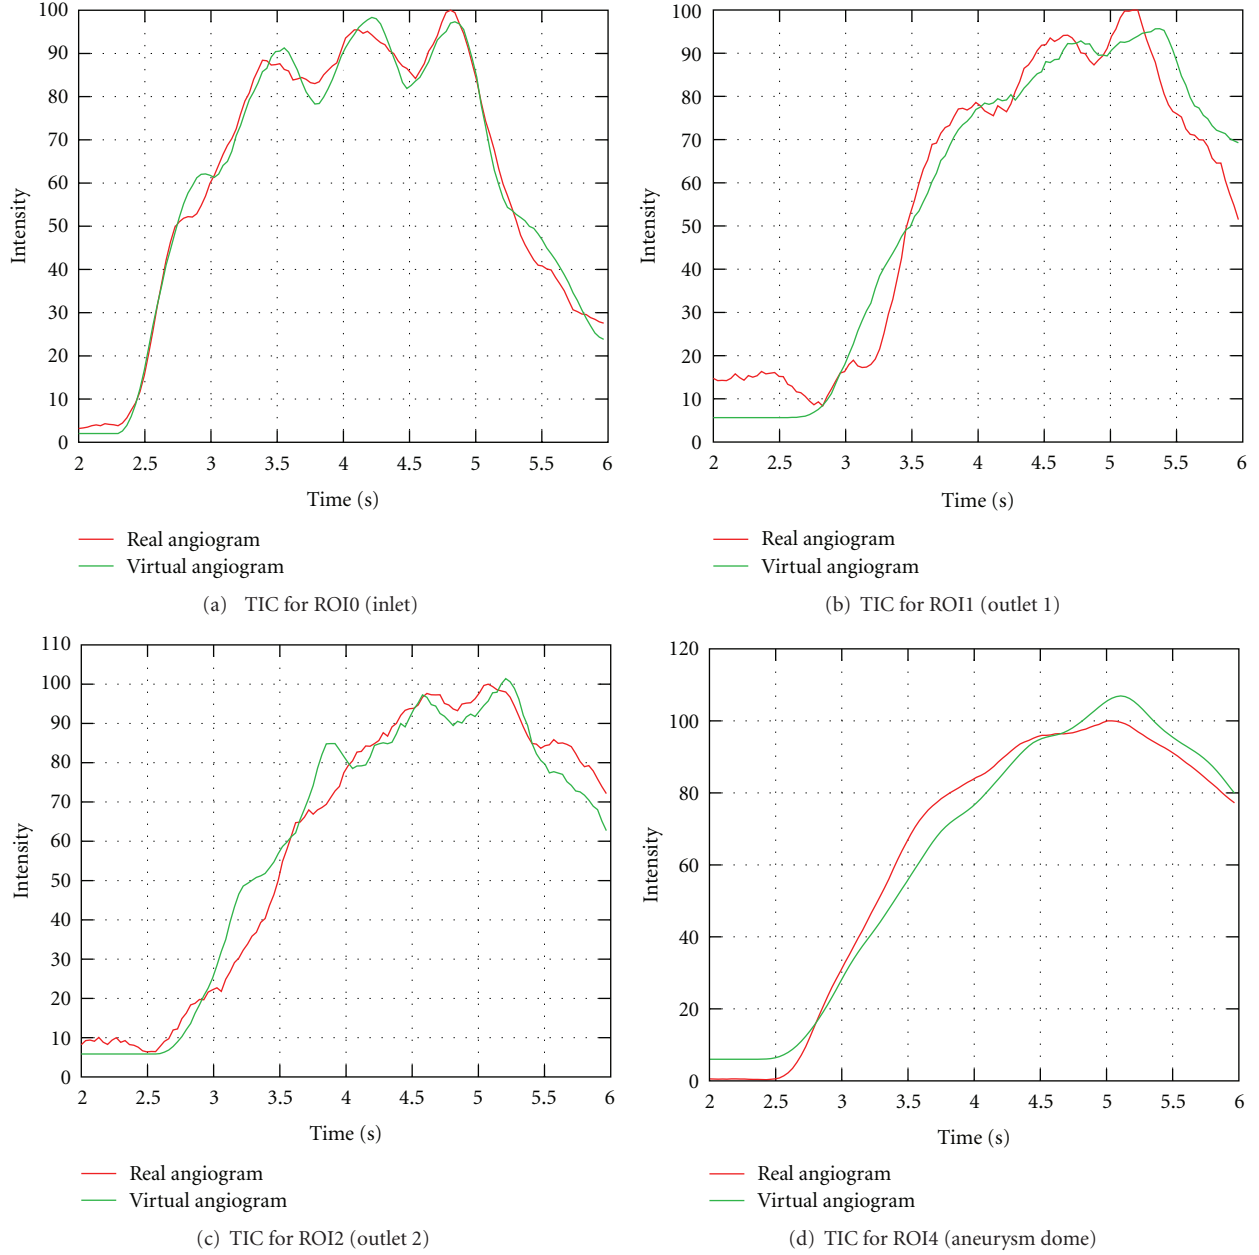 100
90
80
70
60
50
40
30
20
10
0
Intensity
2 2.5 3 3.5 4 4.5 5 5.5 6
Time (s)
Real angiogram
Virtual angiogram
(a) TIC for ROI0 (inlet)
100
90
80
70
60
50
40
30
20
10
0
Intensity
2 2.5 3 3.5 4 4.5 5 5.5 6
Time (s)
Real angiogram
Virtual angiogram
(b) TIC for ROI1 (outlet 1)
110
100
90
80
70
60
50
40
30
20
10
0
Intensity
2 2.5 3 3.5 4 4.5 5 5.5 6
Time (s)
Real angiogram
Virtual angiogram
(c) TIC for ROI2 (outlet 2)
120
100
80
60
40
20
0
Intensity
2 2.5 3 3.5 4 4.5 5 5.5 6
Time (s)
Real angiogram
Virtual angiogram
(d) TIC for ROI4 (aneurysm dome)